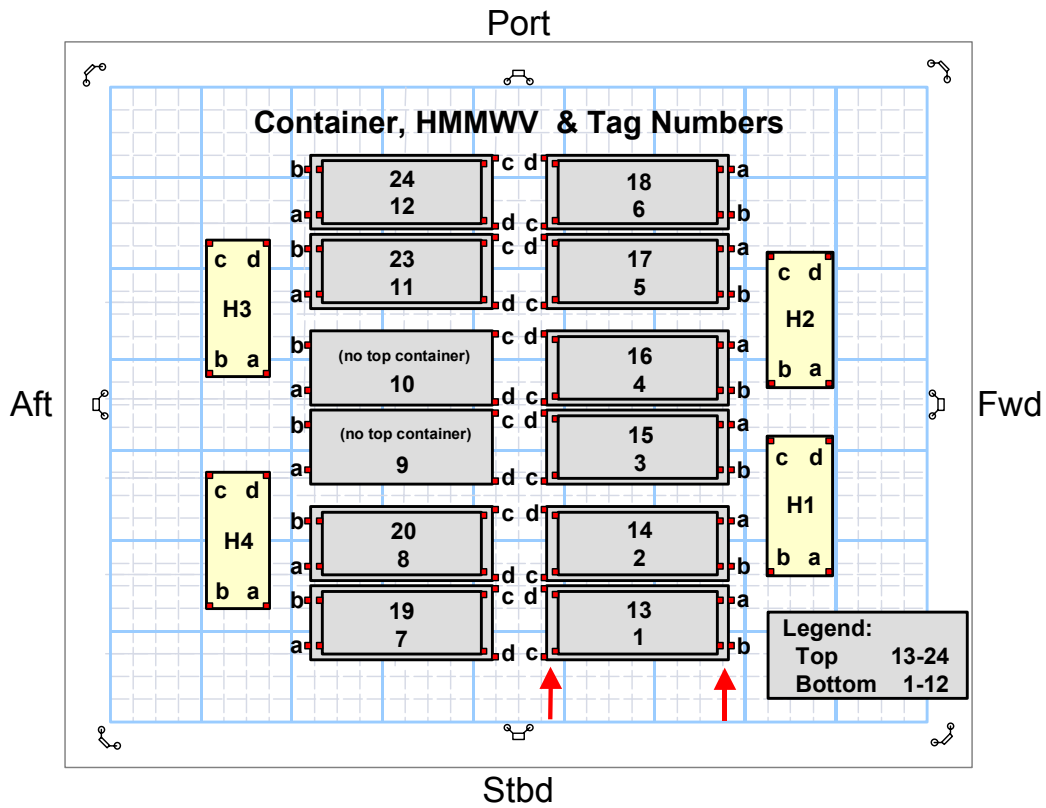 Port
Container, HMMWV & Tag Numbers
b c d a
24 18
12 6
a d c b
b c d a
23 17
11 5
a d c b
c d
H3
b a
c d
H2
b a
b c d a
(no top container) 16
10 4
a d c b
Aft
Fwd
b c d a
(no top container) 15
9 3
a d c b
c d
H4
b a
c d
H1
b a
b c d a
20 14
8 2
a d c b
b c d a
19 13
7 1
a d c b
Legend:
Top 13-24
Bottom 1-12
Stbd